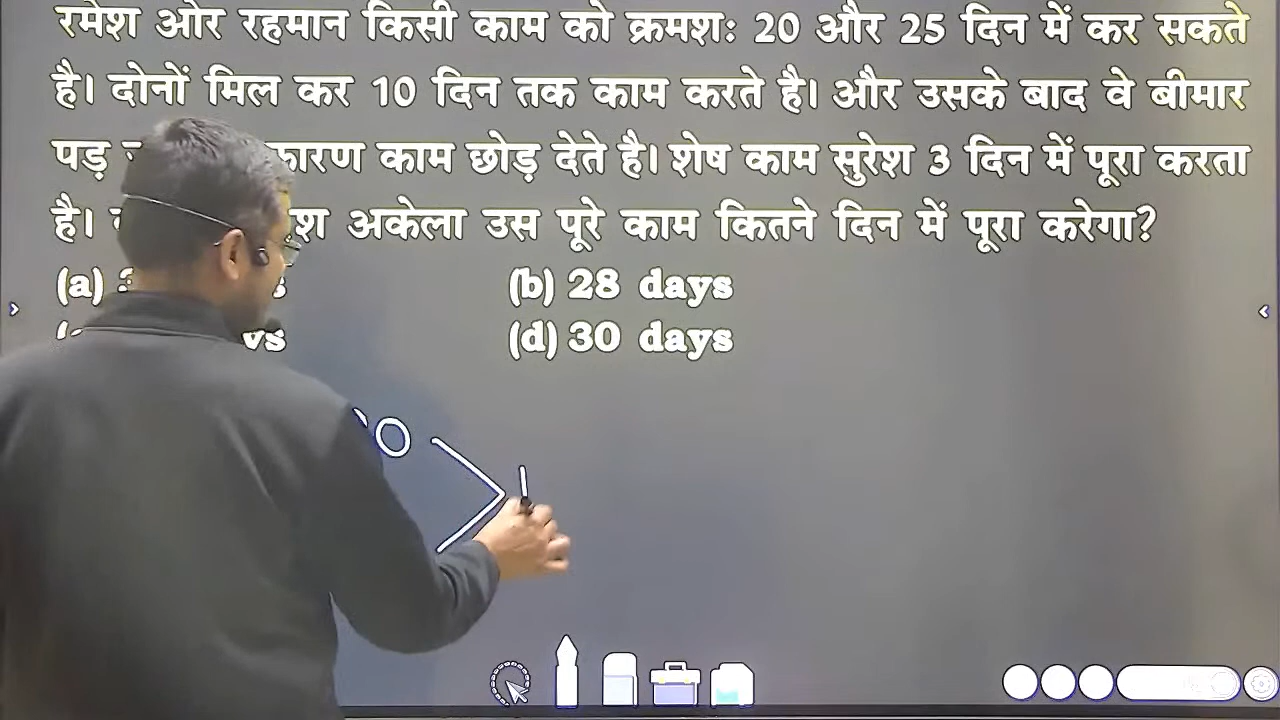 रमेश ओर रहमान किसी काम को क्रमशः 20 और 25 दिन में कर सकते
है। दोनों मिल कर 10 दिन तक काम करते है। और उसके बाद वे बीमार
पड़ कारण काम छोड़ देते है। शेष काम सुरेश 3 दिन में पूरा करता
है। अकेला उस पूरे काम कितने दिन में पूरा करेगा?
(a) (b) 28 days
(d) 30 days